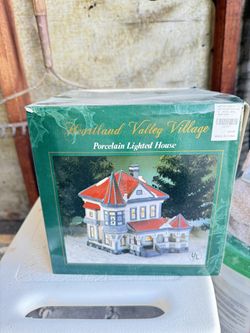 Heartland Valley Village
Porcelain Lighted House